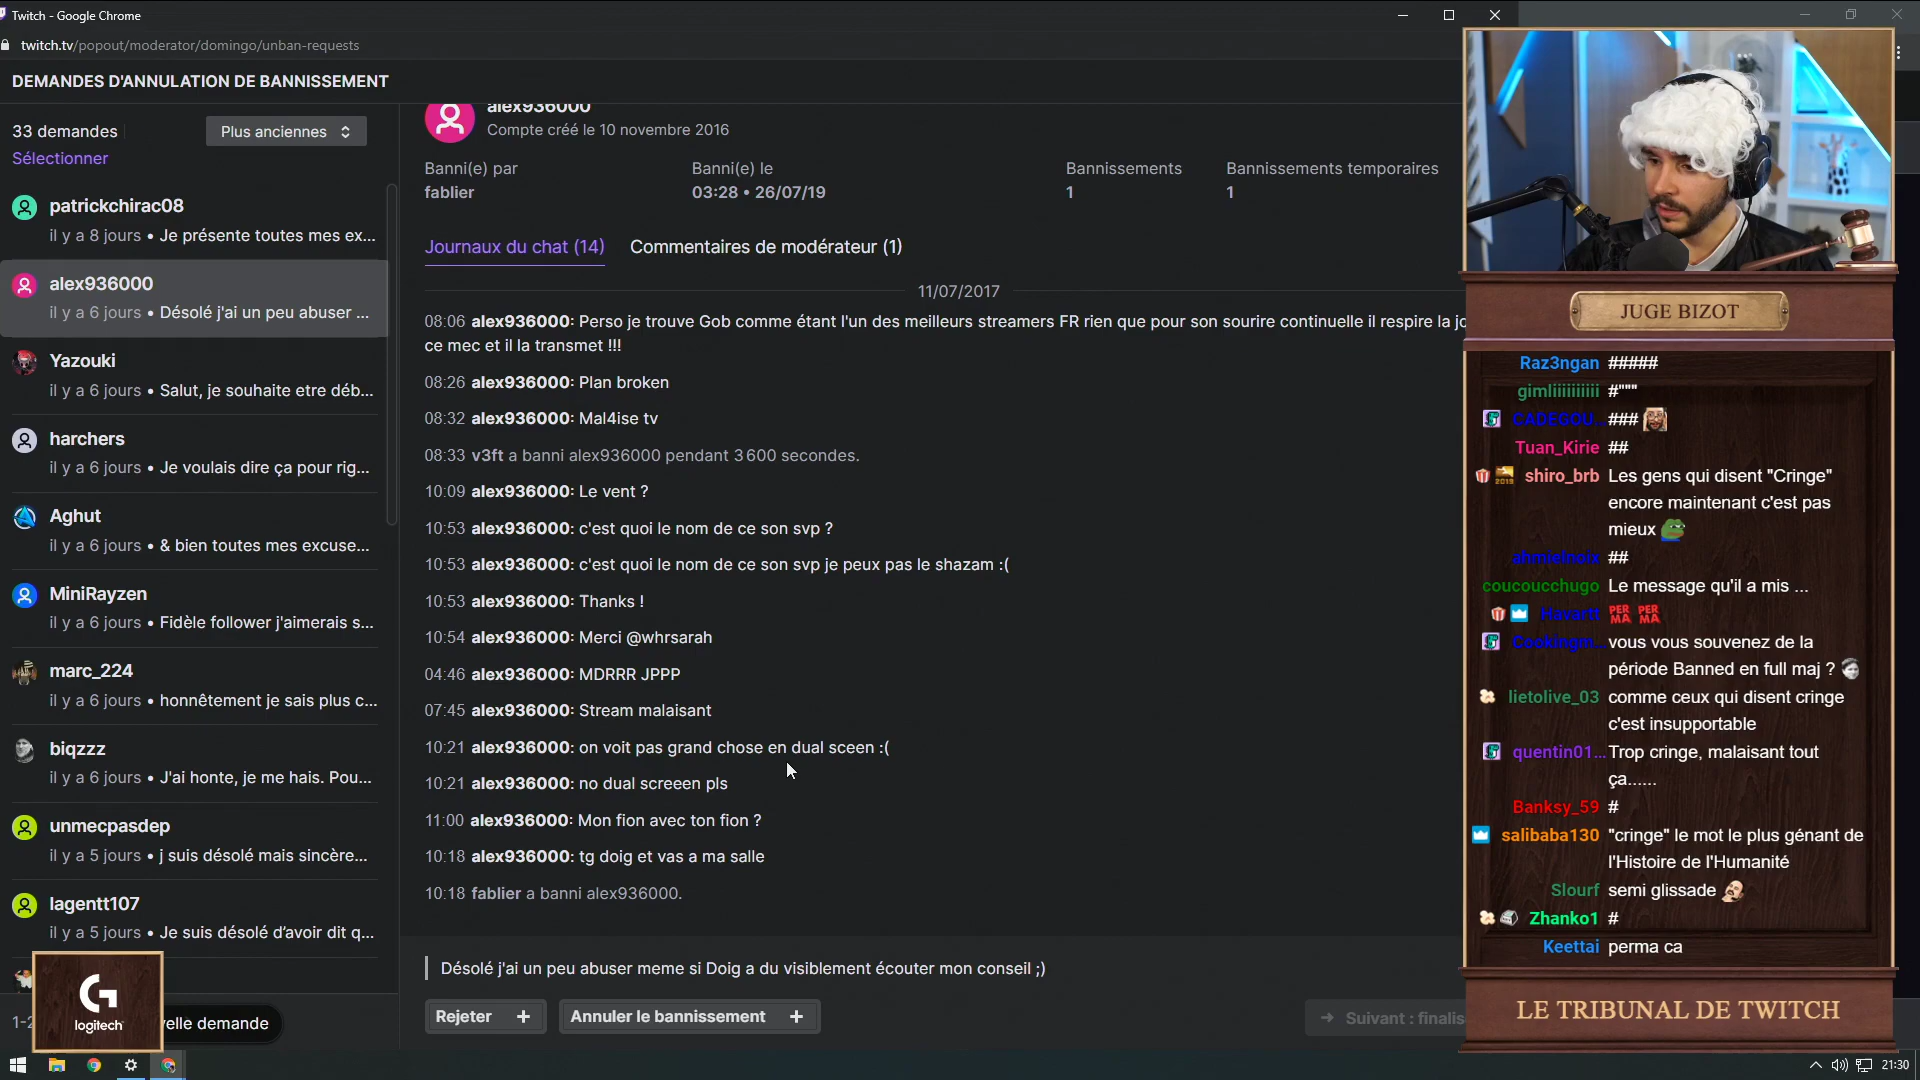 Twitch - Google Chrome
twitch.tv/popout/moderator/domingo/unban-requests
DEMANDES D'ANNULATION DE BANNISSEMENT
33 demandes
Plus anciennes
Sélectionner
patrickchirac08
il y a 8 jours • Je présente toutes mes ex...
alex936000
il y a 6 jours • Désolé j'ai un peu abuser ...
Yazouki
il y a 6 jours • Salut, je souhaite etre déb...
harchers
il y a 6 jours • Je voulais dire ça pour rig...
Aghut
il y a 6 jours • & bien toutes mes excuse...
MiniRayzen
il y a 6 jours • Fidèle follower j'aimerais s...
marc_224
il y a 6 jours • honnêtement je sais plus c...
biqzzz
il y a 6 jours • J'ai honte, je me hais. Pou...
unmecpasdep
il y a 5 jours • j suis désolé mais sincère...
lagentt107
il y a 5 jours • Je suis désolé d'avoir dit q...
logitech
elle demande
alex936000
Compte créé le 10 novembre 2016
Banni(e) par
fablier
Banni(e) le
03:28 • 26/07/19
Bannissements
1
Bannissements temporaires
1
Journaux du chat (14)
Commentaires de modérateur (1)
11/07/2017
08:06 alex936000: Perso je trouve Gob comme étant l'un des meilleurs streamers FR rien que pour son sourire continuelle il respire la jo
ce mec et il la transmet !!!
08:26 alex936000: Plan broken
08:32 alex936000: Mal4ise tv
08:33 v3ft a banni alex936000 pendant 3 600 secondes.
10:09 alex936000: Le vent ?
10:53 alex936000: c'est quoi le nom de ce son svp ?
10:53 alex936000: c'est quoi le nom de ce son svp je peux pas le shazam :(
10:53 alex936000: Thanks !
10:54 alex936000: Merci @whrsarah
04:46 alex936000: MDRRR JPPP
07:45 alex936000: Stream malaisant
10:21 alex936000: on voit pas grand chose en dual sceen :(
10:21 alex936000: no dual screeen pls
11:00 alex936000: Mon fion avec ton fion ?
10:18 alex936000: tg doig et vas a ma salle
10:18 fablier a banni alex936000.
Désolé j'ai un peu abuser meme si Doig a du visiblement écouter mon conseil ;)
Rejeter +
Annuler le bannissement +
→ Suivant : finalis
JUGE BIZOT
Raz3ngan #####
gimliiiiiiiiii #"""
CADEGOU... ###
Tuan_Kirie ##
2019 shiro_brb Les gens qui disent "Cringe"
encore maintenant c'est pas
mieux
ahmielnoix ##
coucoucchugo Le message qu'il a mis ...
Havartt PERMA PERMA
Cookingm... vous vous souvenez de la
période Banned en full maj ?
lietolive_03 comme ceux qui disent cringe
c'est insupportable
quentin01... Trop cringe, malaisant tout
ça......
Banksy_59 #
salibaba130 "cringe" le mot le plus génant de
l'Histoire de l'Humanité
Slourf semi glissade
Zhanko1 #
Keettai perma ca
LE TRIBUNAL DE TWITCH
21:30